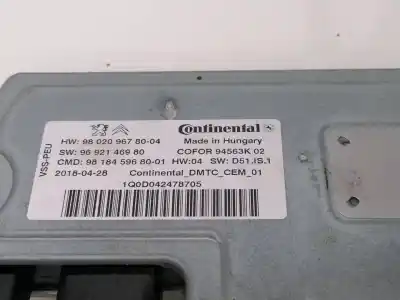 Continental
HW: 98 020 967 80-04 Made in Hungary
SW: 96 921 469 80 COFOR 94563K 02
CMD: 98 184 596 80-01 HW:04 SW: D51.IS.1
2018-04-28 Continental_DMTC_CEM_01
1Q0D042478705
VSS-PEU